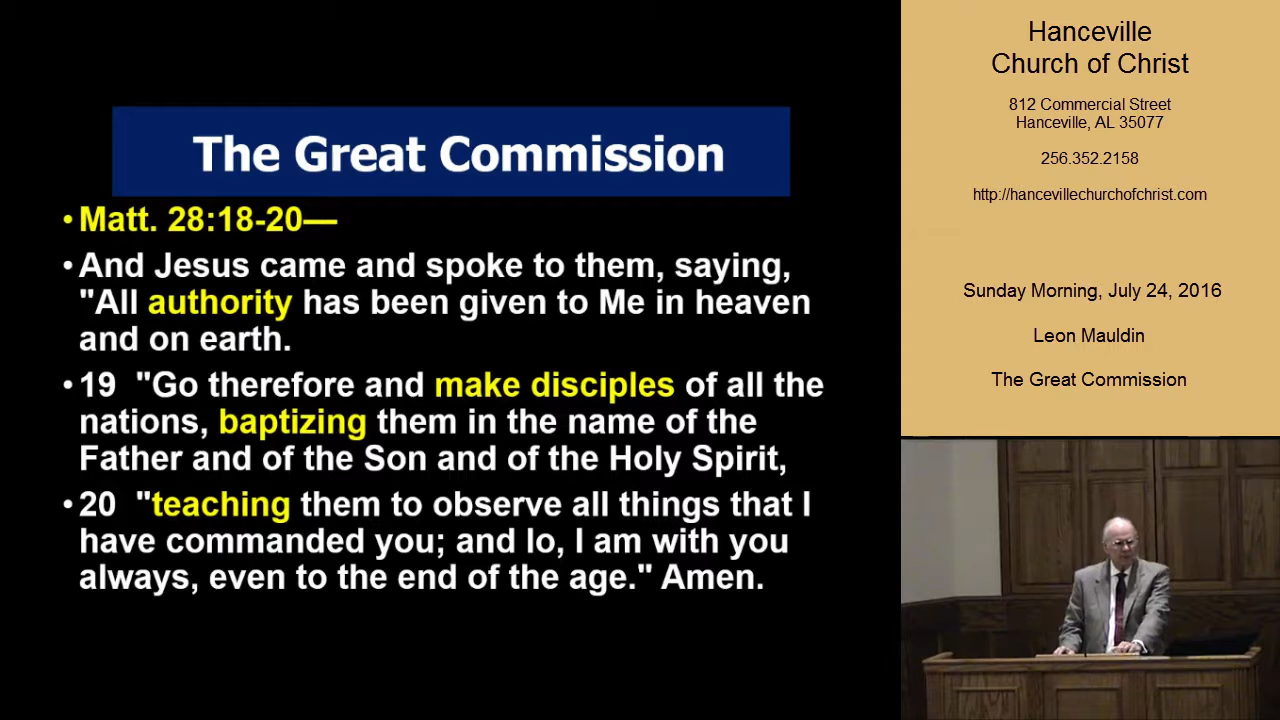 The Great Commission
• Matt. 28:18-20—
• And Jesus came and spoke to them, saying,
"All authority has been given to Me in heaven
and on earth.
• 19 "Go therefore and make disciples of all the
nations, baptizing them in the name of the
Father and of the Son and of the Holy Spirit,
• 20 "teaching them to observe all things that I
have commanded you; and lo, I am with you
always, even to the end of the age." Amen.
Hanceville
Church of Christ
812 Commercial Street
Hanceville, AL 35077
256.352.2158
http://hancevillechurchofchrist.com
Sunday Morning, July 24, 2016
Leon Mauldin
The Great Commission